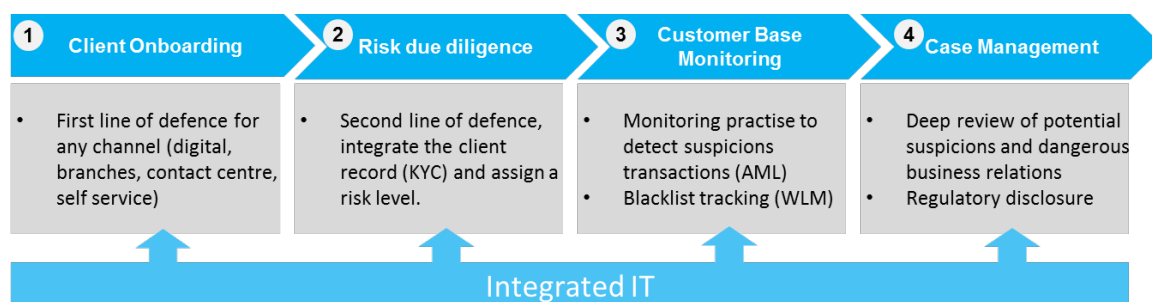 1 Client Onboarding
2 Risk due diligence
3 Customer Base
Monitoring
4 Case Management
• First line of defence for
any channel (digital,
branches, contact centre,
self service)
• Second line of defence,
integrate the client
record (KYC) and assign a
risk level.
• Monitoring practise to
detect suspicions
transactions (AML)
• Blacklist tracking (WLM)
• Deep review of potential
suspicions and dangerous
business relations
• Regulatory disclosure
Integrated IT